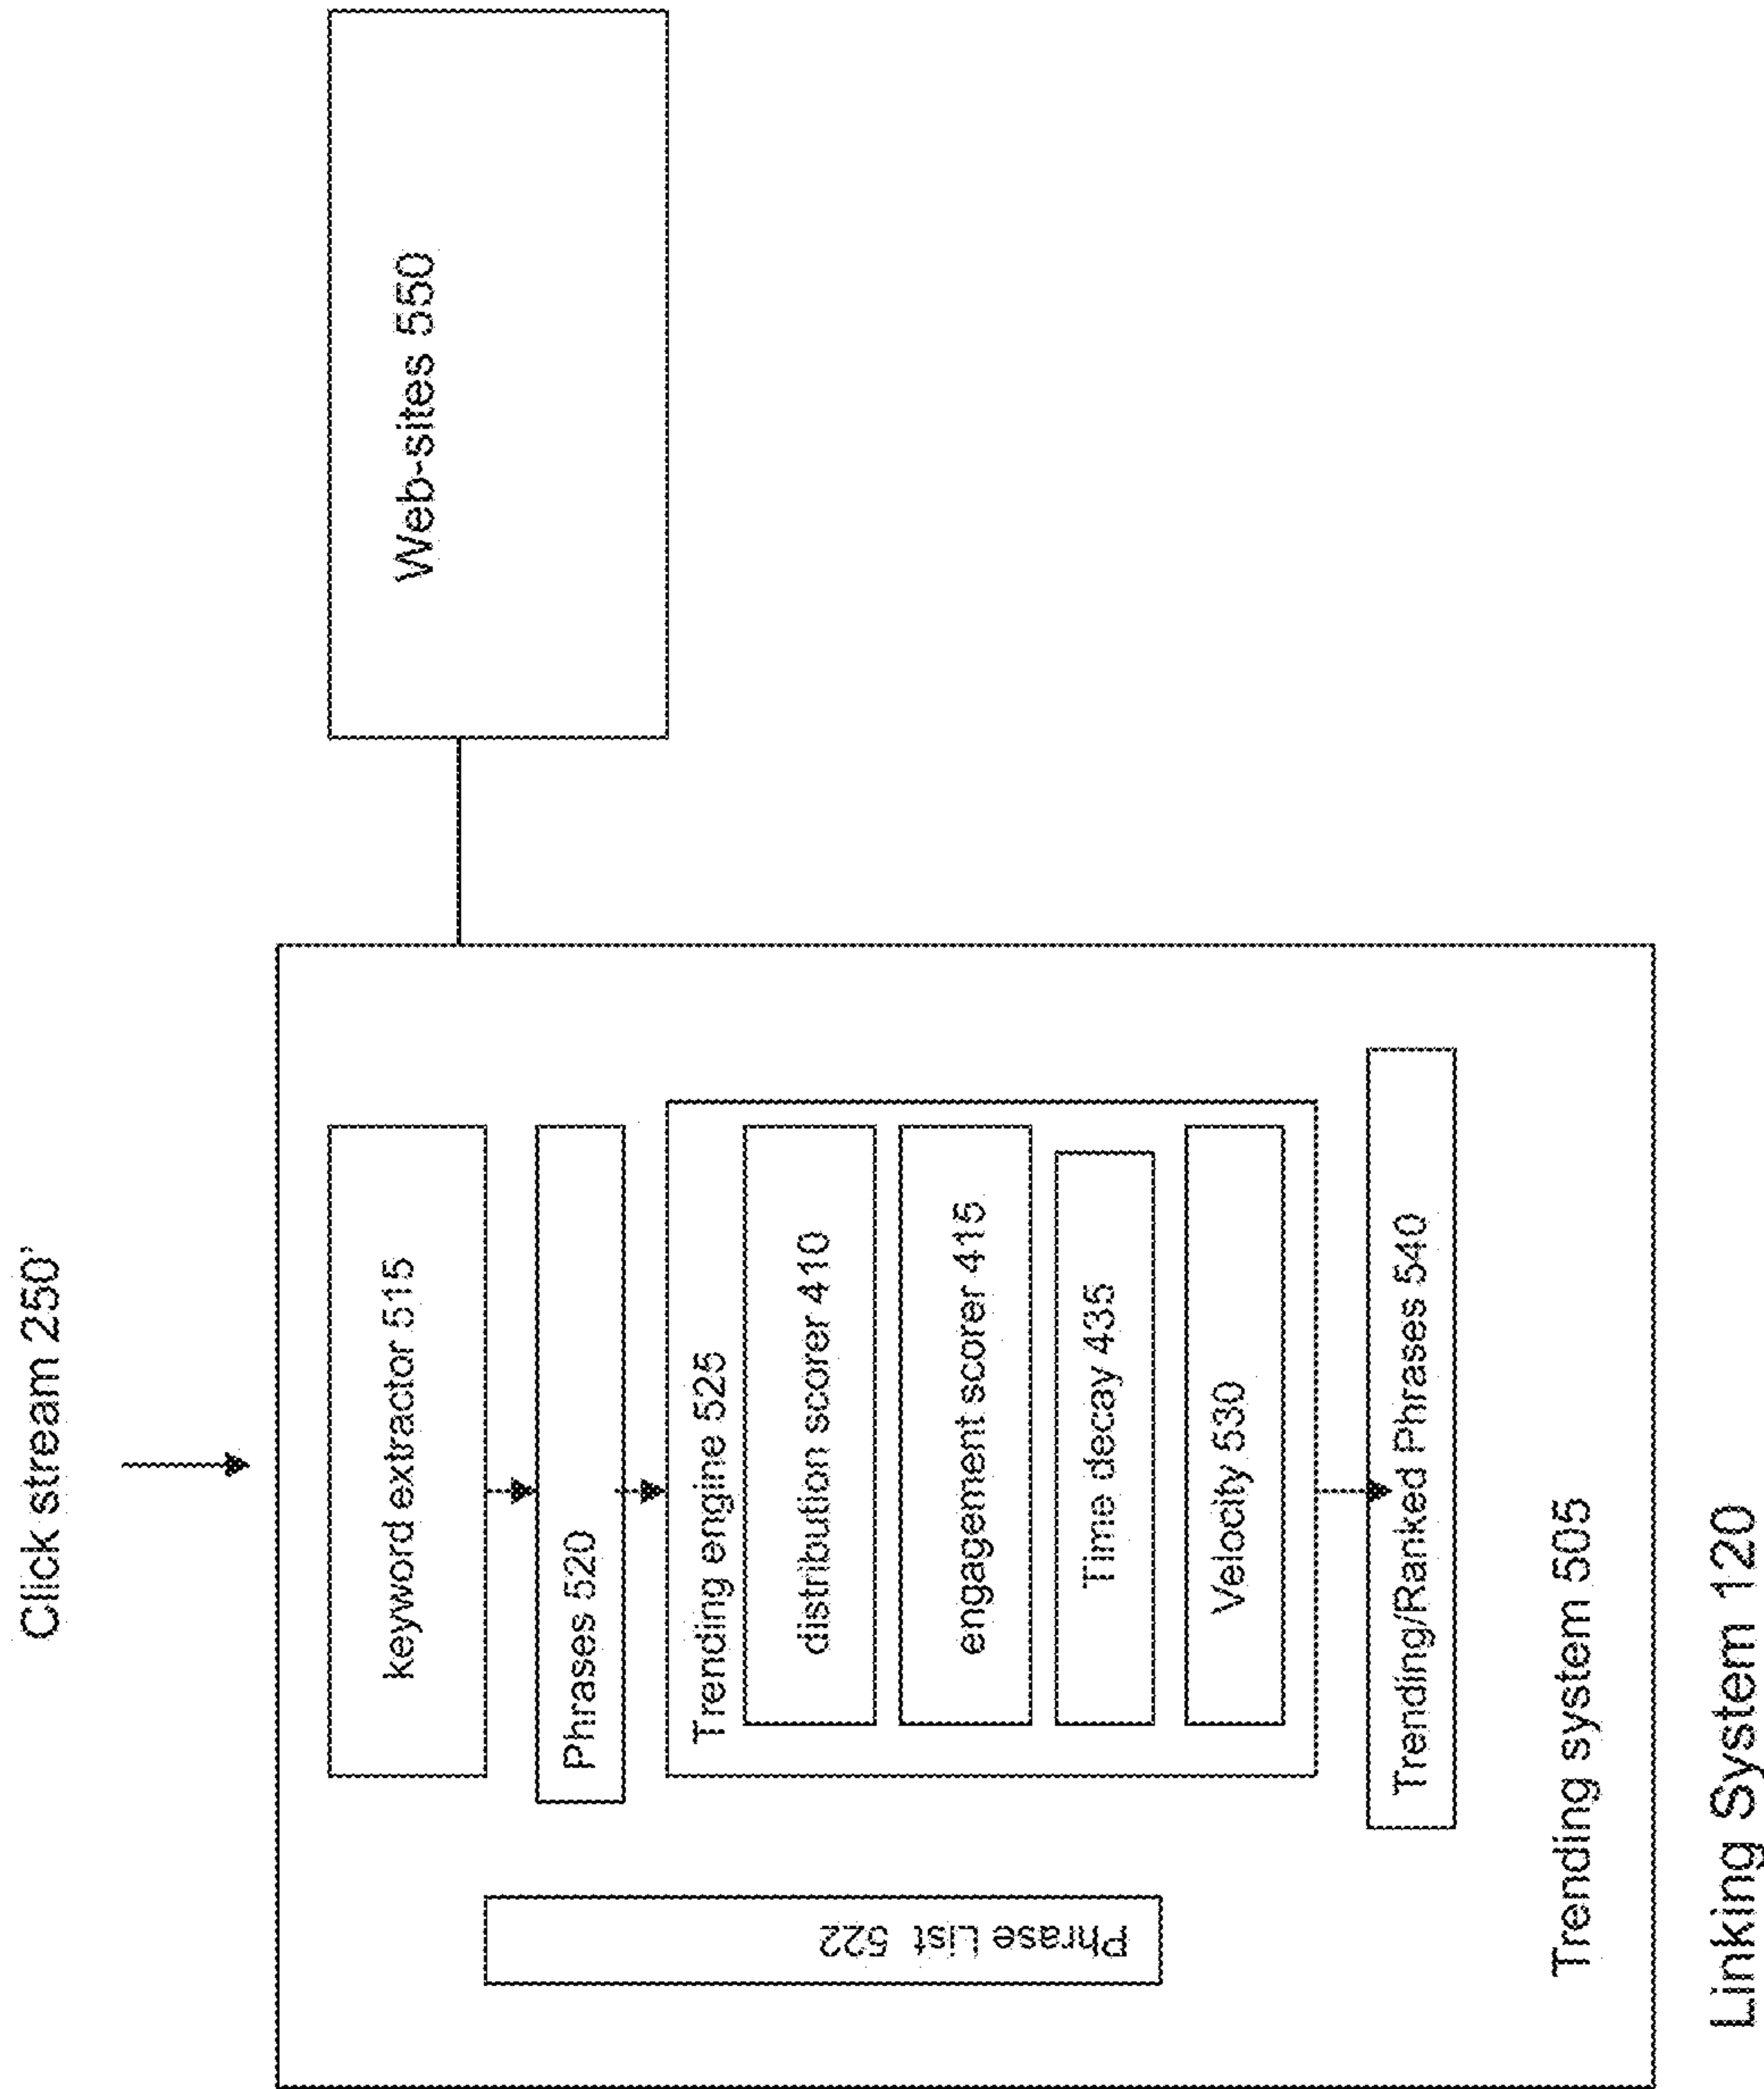 Click stream 250'
Web-sites 550
keyword extractor 515
Phrases 520
Phrase List 522
Trending engine 525
distribution scorer 410
engagement scorer 415
Time decay 435
Velocity 530
Trending/Ranked Phrases 540
Trending system 505
Linking System 120